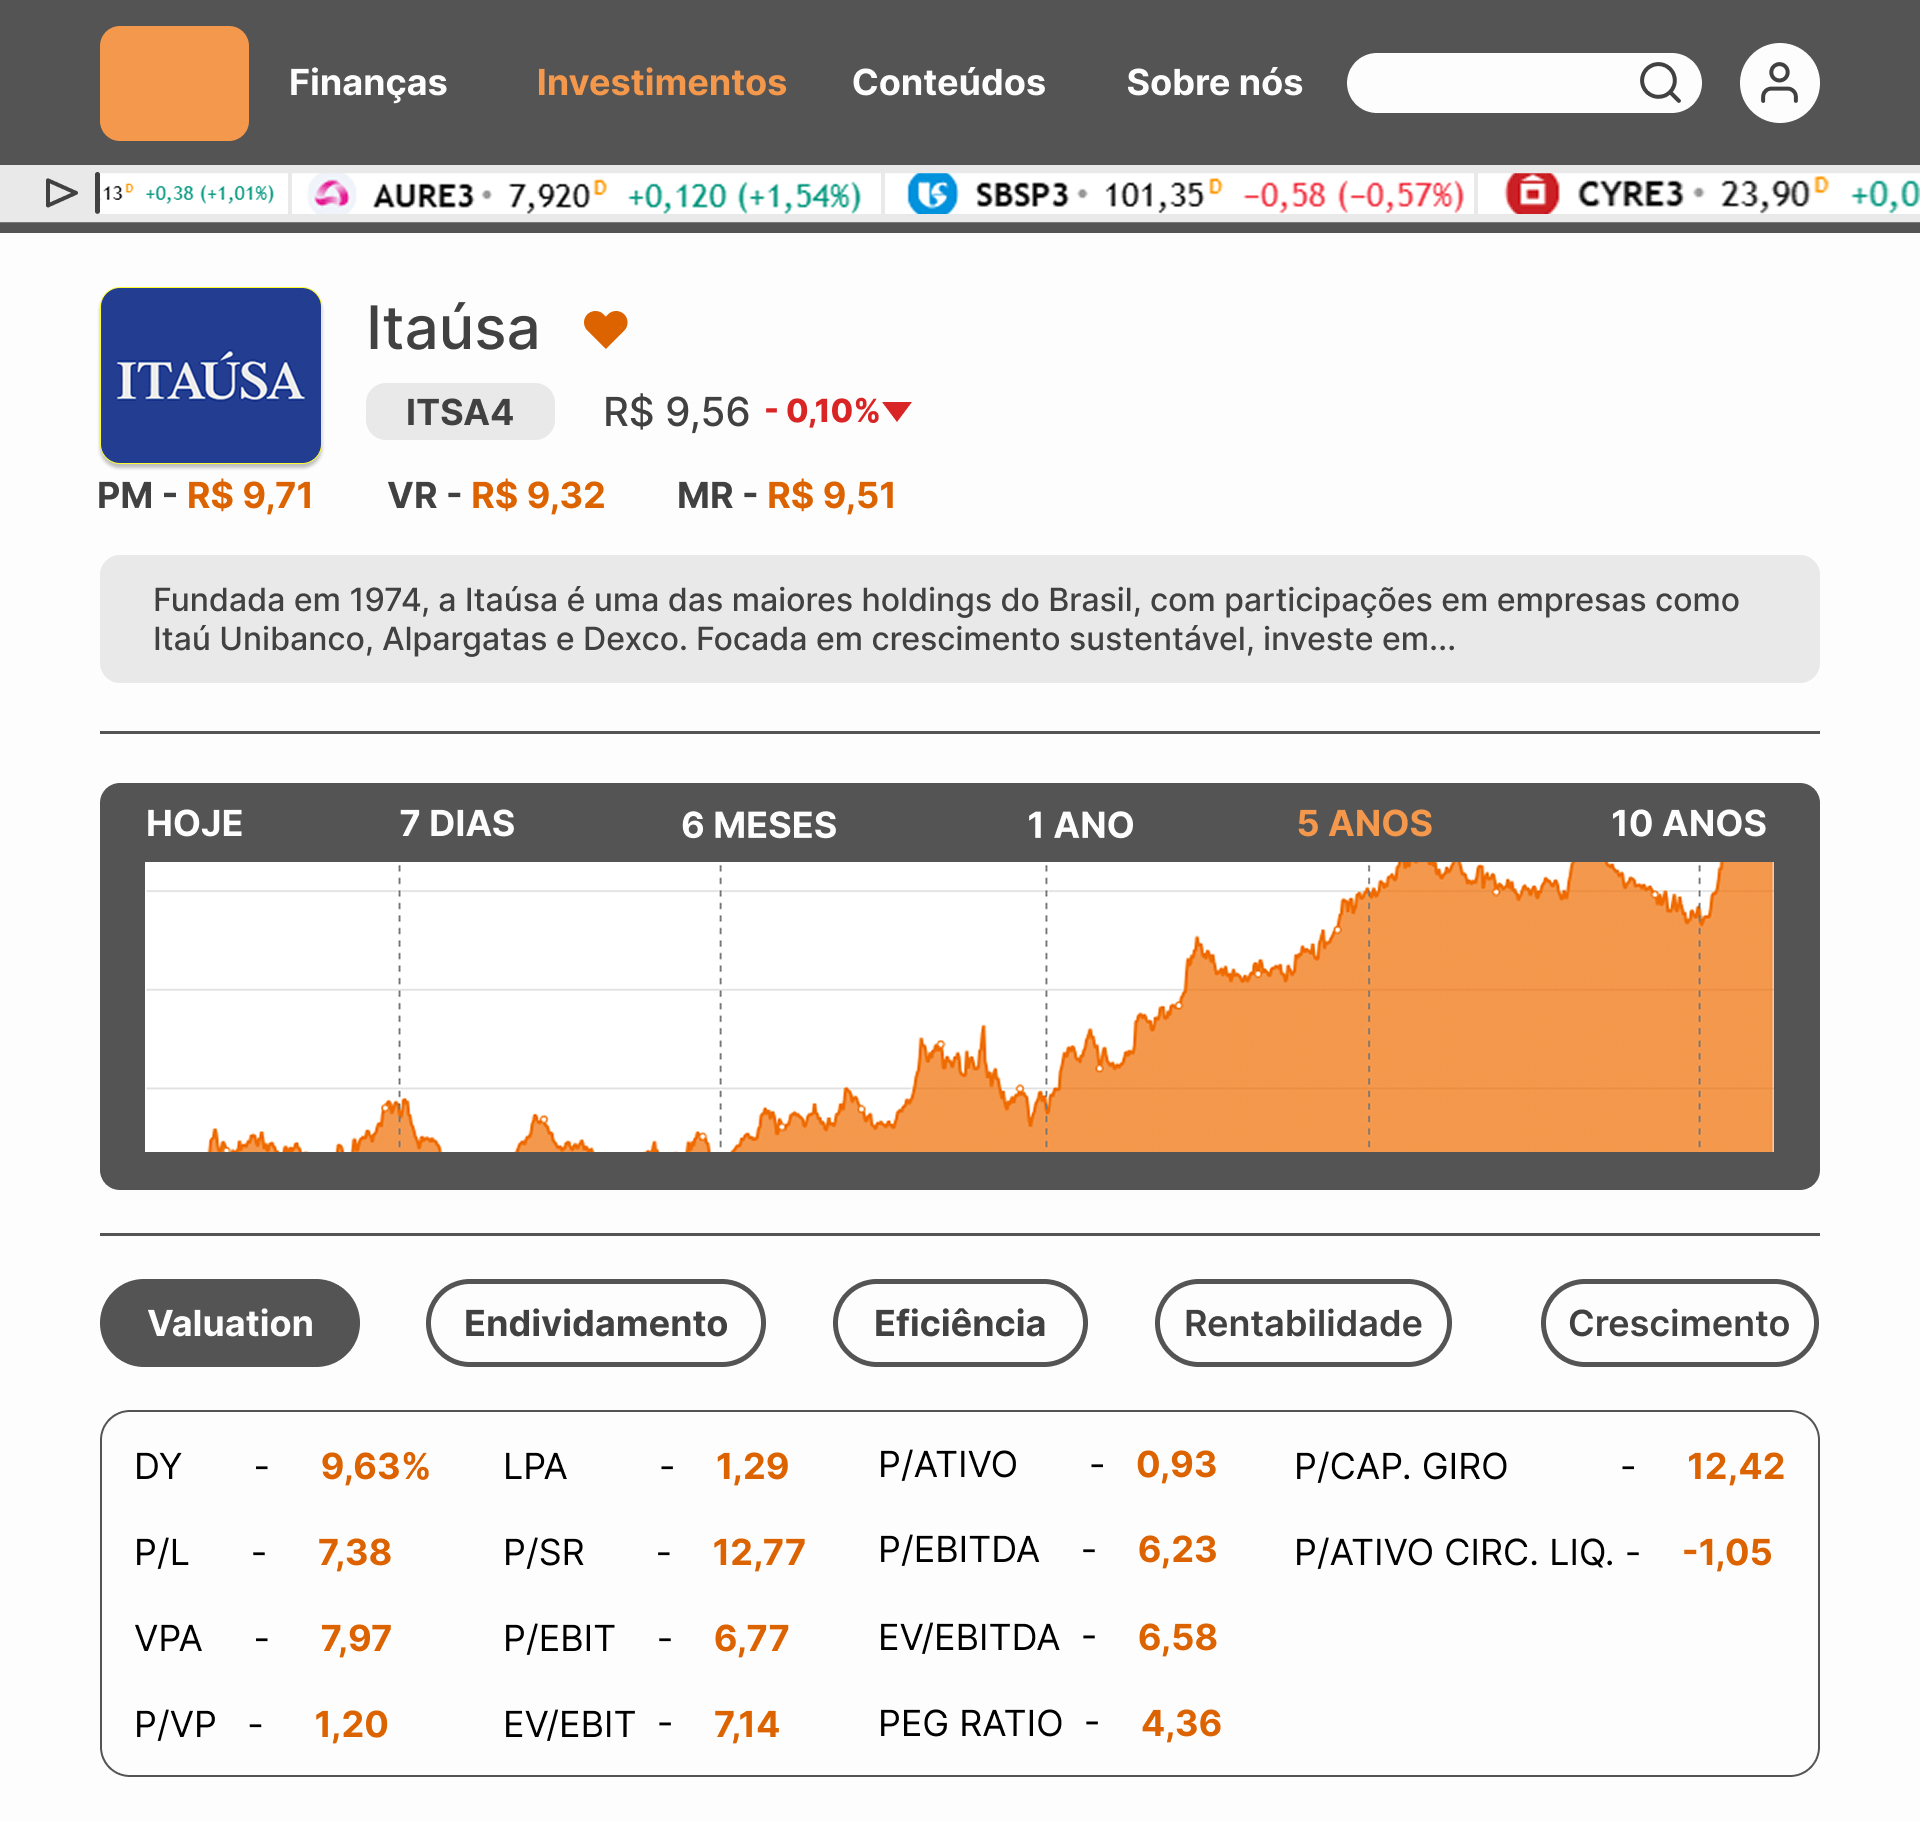 Finanças Investimentos Conteúdos Sobre nós
13 D +0,38 (+1,01%) AURE3 • 7,920 D +0,120 (+1,54%) SBSP3 • 101,35 D −0,58 (−0,57%) CYRE3 • 23,90 D +0,0
ITAÚSA
Itaúsa
ITSA4 R$ 9,56 - 0,10%
PM - R$ 9,71 VR - R$ 9,32 MR - R$ 9,51
Fundada em 1974, a Itaúsa é uma das maiores holdings do Brasil, com participações em empresas como
Itaú Unibanco, Alpargatas e Dexco. Focada em crescimento sustentável, investe em...
HOJE 7 DIAS 6 MESES 1 ANO 5 ANOS 10 ANOS
Valuation Endividamento Eficiência Rentabilidade Crescimento
DY - 9,63% LPA - 1,29 P/ATIVO - 0,93 P/CAP. GIRO - 12,42
P/L - 7,38 P/SR - 12,77 P/EBITDA - 6,23 P/ATIVO CIRC. LIQ. - -1,05
VPA - 7,97 P/EBIT - 6,77 EV/EBITDA - 6,58
P/VP - 1,20 EV/EBIT - 7,14 PEG RATIO - 4,36